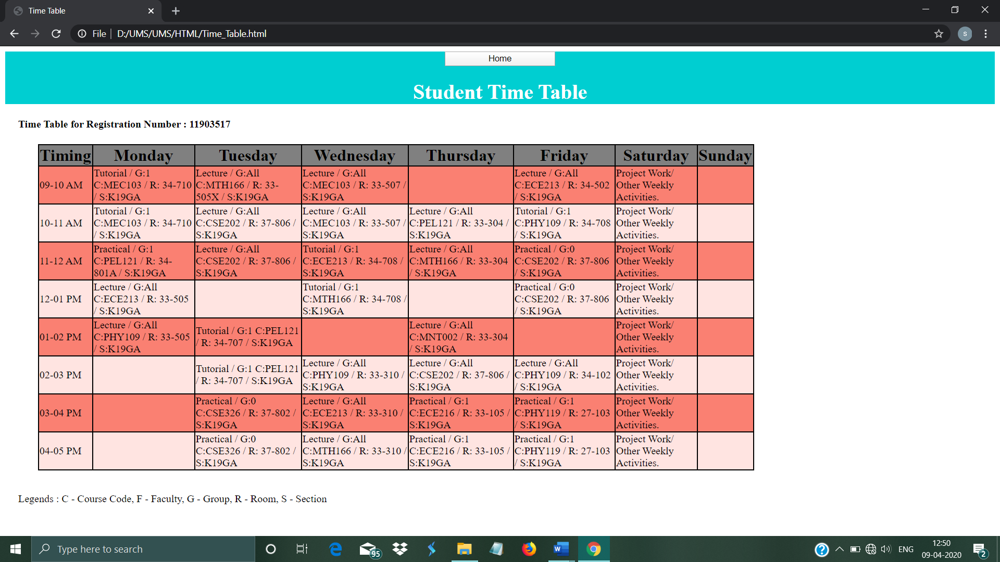 Time Table
File
D:/UMS/UMS/HTML/Time_Table.html
s
Home
Student Time Table
Time Table for Registration Number : 11903517
Timing Monday Tuesday Wednesday Thursday Friday Saturday Sunday
09-10 AM
Tutorial / G:1
C:MEC103 / R: 34-710
/ S:K19GA
Lecture / G:All
C:MTH166 / R: 33-
505X / S:K19GA
Lecture / G:All
C:MEC103 / R: 33-507 /
S:K19GA
Lecture / G:All
C:ECE213 / R: 34-502
/ S:K19GA
Project Work/
Other Weekly
Activities.
10-11 AM
Tutorial / G:1
C:MEC103 / R: 34-710
/ S:K19GA
Lecture / G:All
C:CSE202 / R: 37-806 /
S:K19GA
Lecture / G:All
C:MEC103 / R: 33-507 /
S:K19GA
Lecture / G:All
C:PEL121 / R: 33-304 /
S:K19GA
Tutorial / G:1
C:PHY109 / R: 34-708
/ S:K19GA
Project Work/
Other Weekly
Activities.
11-12 AM
Practical / G:1
C:PEL121 / R: 34-
801A / S:K19GA
Lecture / G:All
C:CSE202 / R: 37-806 /
S:K19GA
Tutorial / G:1
C:ECE213 / R: 34-708 /
S:K19GA
Lecture / G:All
C:MTH166 / R: 33-304
/ S:K19GA
Practical / G:0
C:CSE202 / R: 37-806
/ S:K19GA
Project Work/
Other Weekly
Activities.
12-01 PM
Lecture / G:All
C:ECE213 / R: 33-505
/ S:K19GA
Tutorial / G:1
C:MTH166 / R: 34-708 /
S:K19GA
Practical / G:0
C:CSE202 / R: 37-806
/ S:K19GA
Project Work/
Other Weekly
Activities.
01-02 PM
Lecture / G:All
C:PHY109 / R: 33-505
/ S:K19GA
Tutorial / G:1 C:PEL121
/ R: 34-707 / S:K19GA
Lecture / G:All
C:MNT002 / R: 33-304
/ S:K19GA
Project Work/
Other Weekly
Activities.
02-03 PM
Tutorial / G:1 C:PEL121
/ R: 34-707 / S:K19GA
Lecture / G:All
C:PHY109 / R: 33-310 /
S:K19GA
Lecture / G:All
C:CSE202 / R: 37-806 /
S:K19GA
Lecture / G:All
C:PHY109 / R: 34-102
/ S:K19GA
Project Work/
Other Weekly
Activities.
03-04 PM
Practical / G:0
C:CSE326 / R: 37-802 /
S:K19GA
Lecture / G:All
C:ECE213 / R: 33-310 /
S:K19GA
Practical / G:1
C:ECE216 / R: 33-105 /
S:K19GA
Practical / G:1
C:PHY119 / R: 27-103
/ S:K19GA
Project Work/
Other Weekly
Activities.
04-05 PM
Practical / G:0
C:CSE326 / R: 37-802 /
S:K19GA
Lecture / G:All
C:MTH166 / R: 33-310 /
S:K19GA
Practical / G:1
C:ECE216 / R: 33-105 /
S:K19GA
Practical / G:1
C:PHY119 / R: 27-103
/ S:K19GA
Project Work/
Other Weekly
Activities.
Legends : C - Course Code, F - Faculty, G - Group, R - Room, S - Section
Type here to search
95
W
ENG
12:50
09-04-2020
2